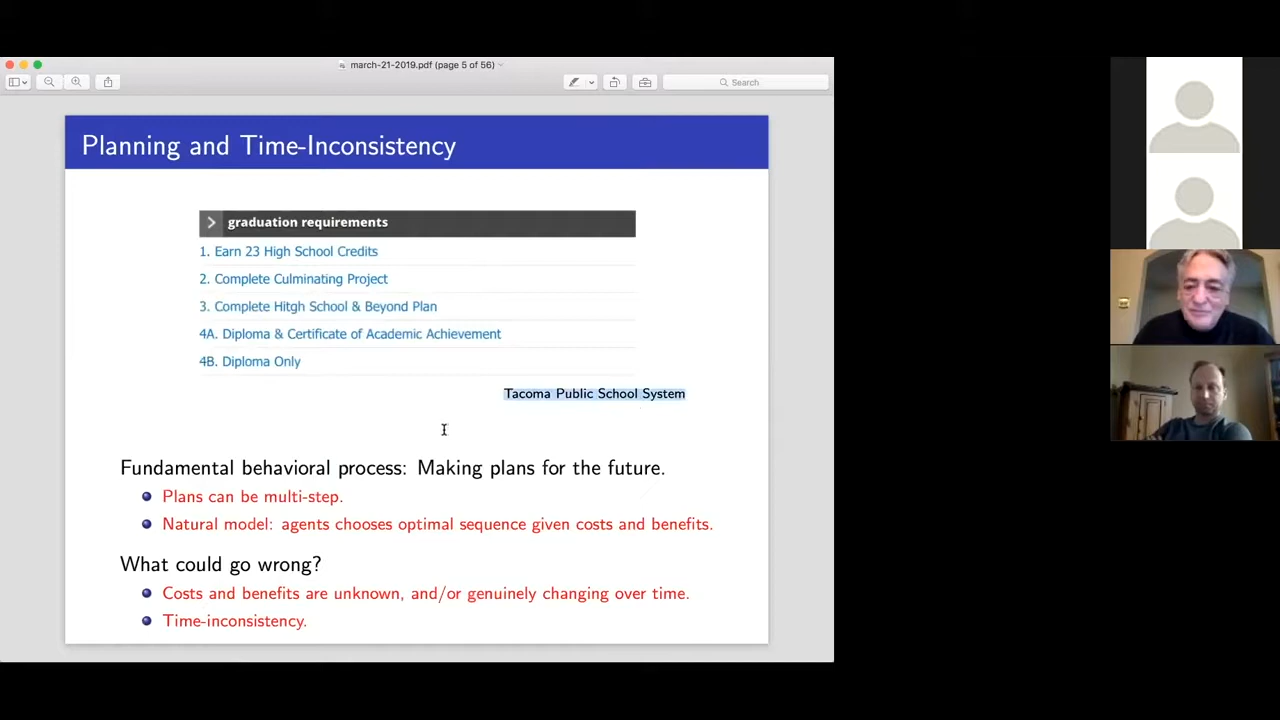 march-21-2019.pdf (page 5 of 56)
Search
Planning and Time-Inconsistency
graduation requirements
1. Earn 23 High School Credits
2. Complete Culminating Project
3. Complete Hitgh School & Beyond Plan
4A. Diploma & Certificate of Academic Achievement
4B. Diploma Only
Tacoma Public School System
Fundamental behavioral process: Making plans for the future.
Plans can be multi-step.
Natural model: agents chooses optimal sequence given costs and benefits.
What could go wrong?
Costs and benefits are unknown, and/or genuinely changing over time.
Time-inconsistency.